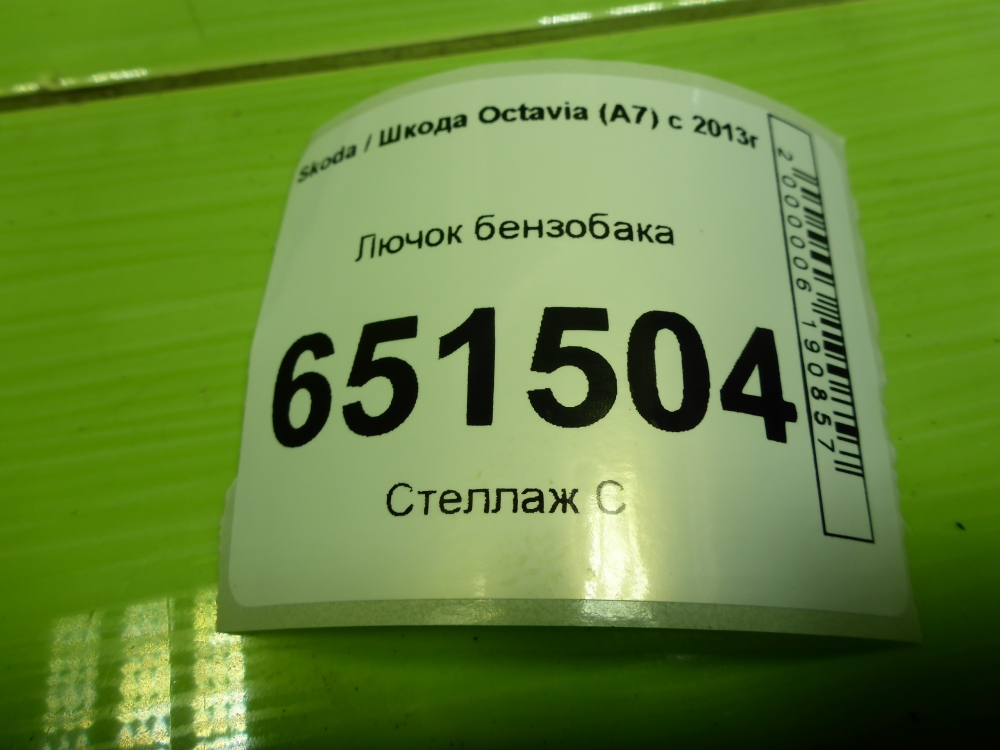 Skoda / Шкода Octavia (A7) с 2013г
Лючок бензобака
651504
Стеллаж С
2000006190857